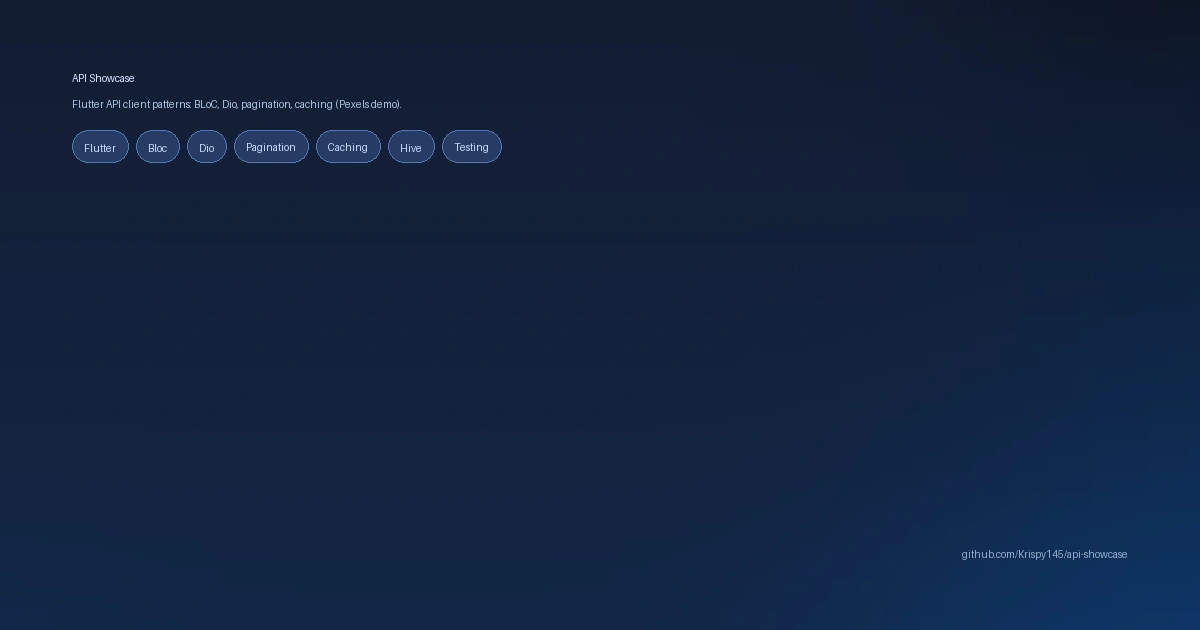 API Showcase
Flutter API client patterns: BLoC, Dio, pagination, caching (Pexels demo).
Flutter Bloc Dio Pagination Caching Hive Testing
github.com/Krispy145/api-showcase